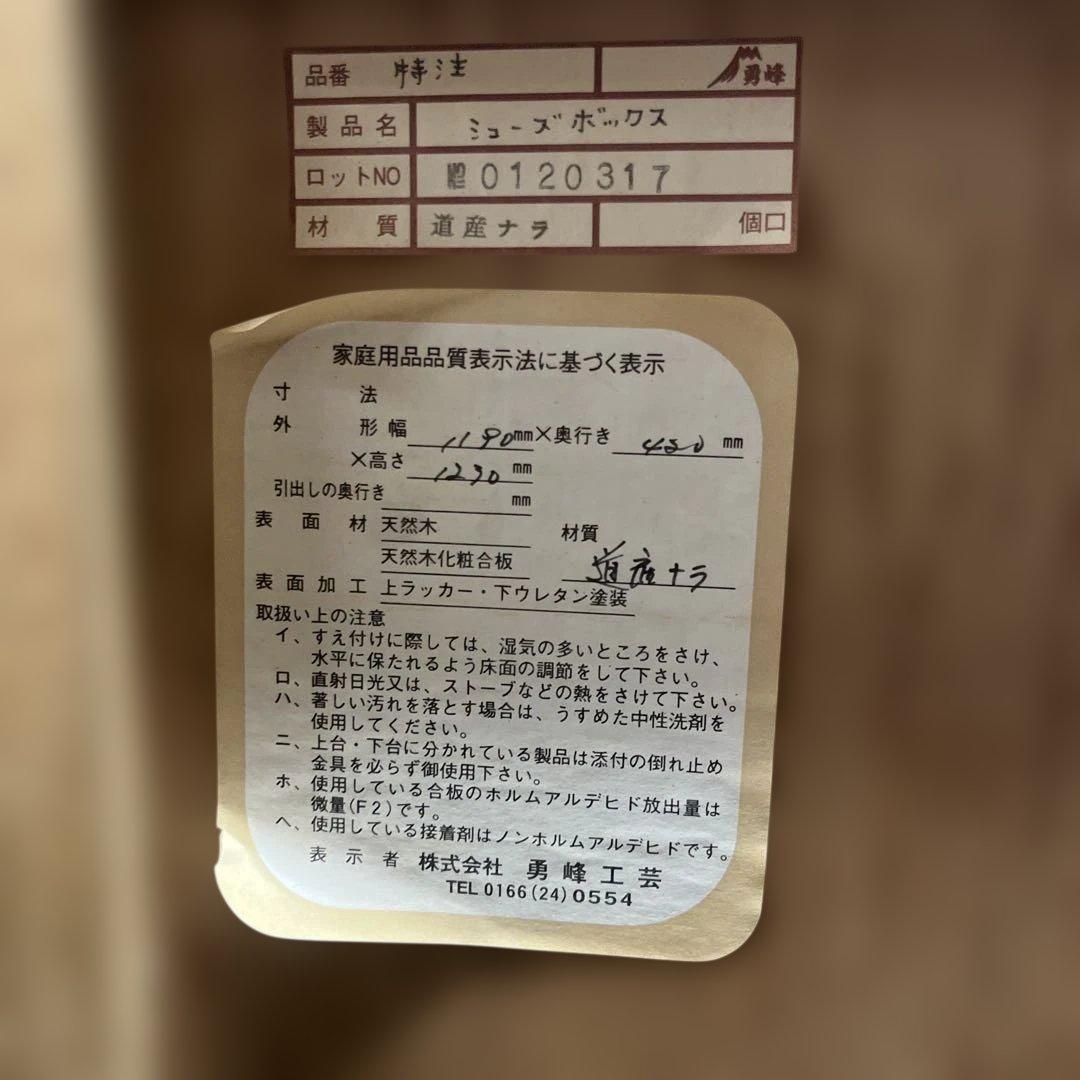 品番 特注 勇峰
製品名 シューズボックス
ロットNO 0120317
材質 道産ナラ 個口
家庭用品品質表示法に基づく表示
寸法
外形幅 1190mm×奥行き 420mm
×高さ 1230mm
引出しの奥行き mm
表面材 天然木 材質
天然木化粧合板 道産ナラ
表面加工 上ラッカー・下ウレタン塗装
取扱い上の注意
イ、すえ付けに際しては、湿気の多いところをさけ、
水平に保たれるよう床面の調節をして下さい。
ロ、直射日光又は、ストーブなどの熱をさけて下さい。
ハ、著しい汚れを落とす場合は、うすめた中性洗剤を
使用してください。
ニ、上台・下台に分かれている製品は添付の倒れ止め
金具を必らず御使用下さい。
ホ、使用している合板のホルムアルデヒド放出量は
微量(F2)です。
ヘ、使用している接着剤はノンホルムアルデヒドです。
表示者 株式会社 勇峰工芸
TEL 0166(24)0554